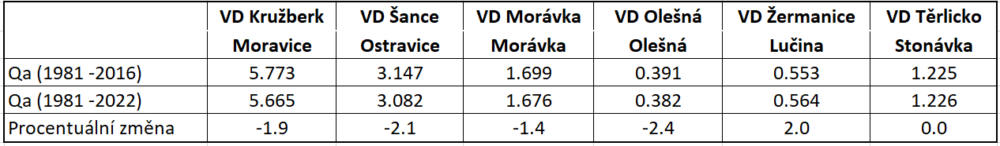 VD Kružberk VD Šance VD Morávka VD Olešná VD Žermanice VD Těrlicko
Moravice Ostravice Morávka Olešná Lučina Stonávka
Qa (1981 -2016) 5.773 3.147 1.699 0.391 0.553 1.225
Qa (1981 -2022) 5.665 3.082 1.676 0.382 0.564 1.226
Procentuální změna -1.9 -2.1 -1.4 -2.4 2.0 0.0